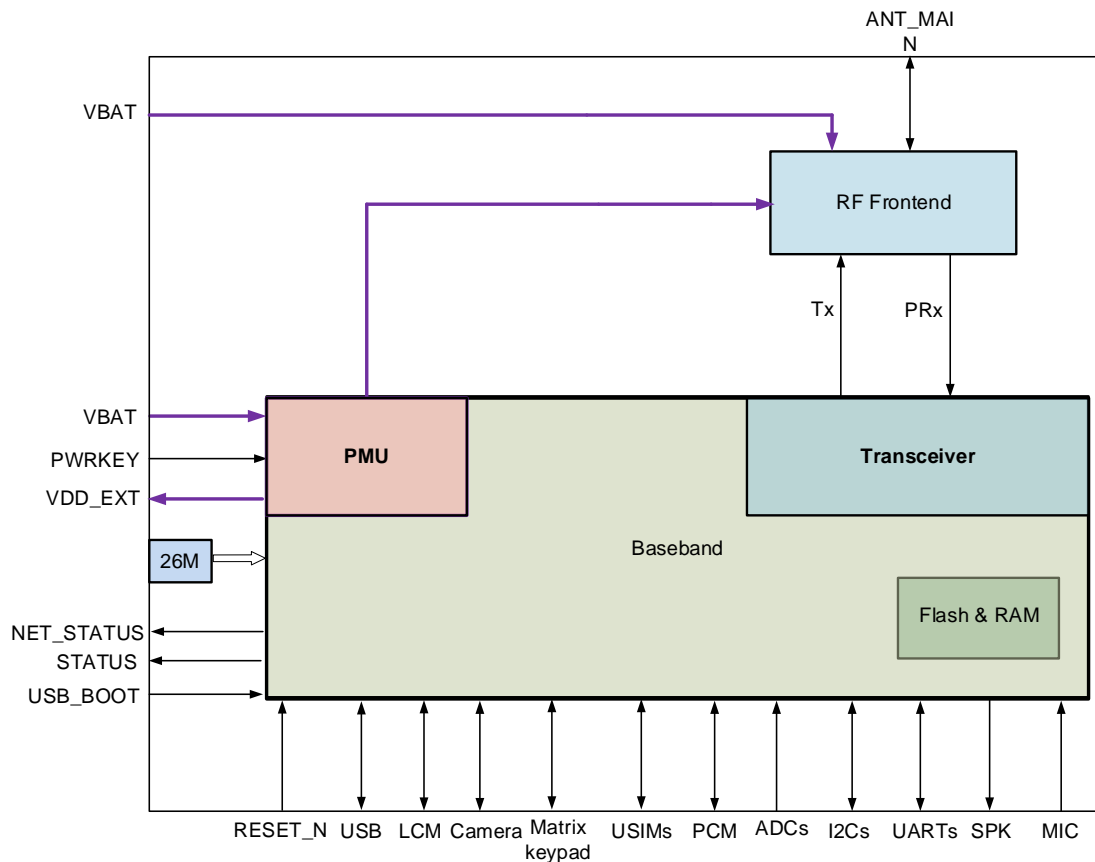 ANT_MAI
N
VBAT
RF Frontend
Tx
PRx
VBAT
PMU
Transceiver
PWRKEY
VDD_EXT
Baseband
26M
Flash & RAM
NET_STATUS
STATUS
USB_BOOT
RESET_N USB LCM Camera Matrix USIMs PCM ADCs I2Cs UARTs SPK MIC
keypad